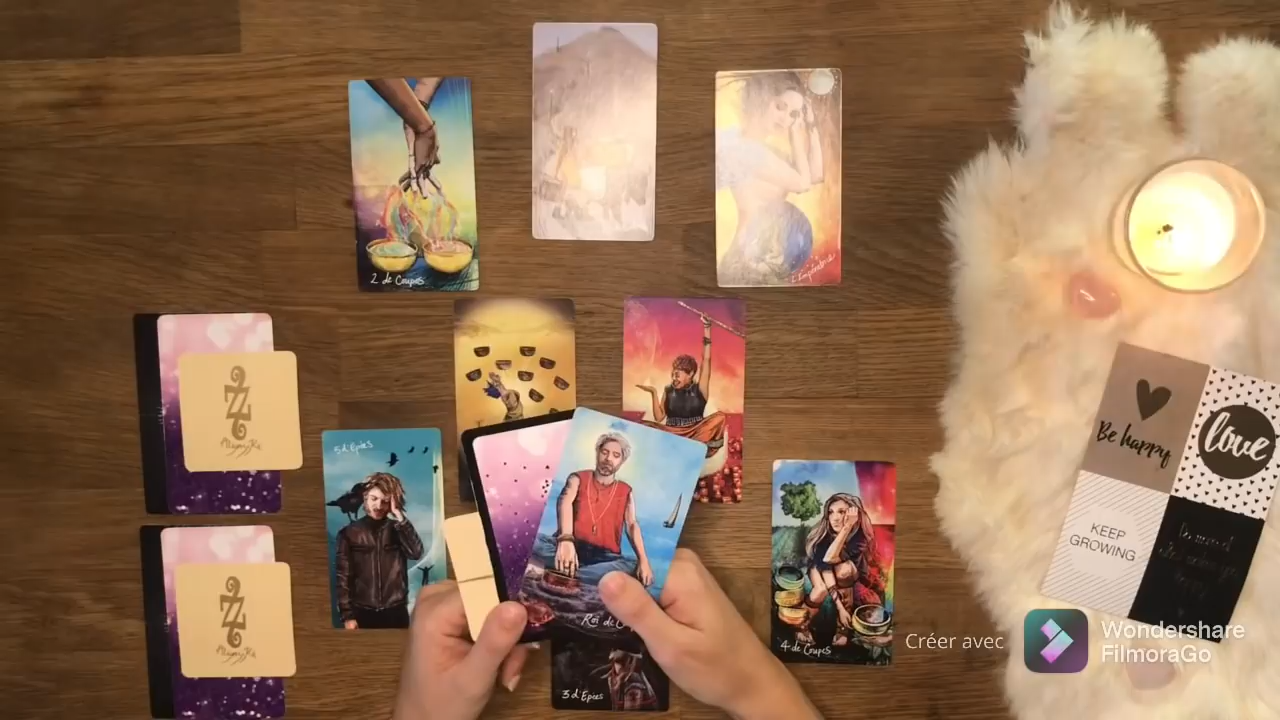 2 de Coupes
L'Impératrice
5 d'Epées
Roi de C
4 de Coupes
3 d'Epées
Be happy
love
KEEP
GROWING
Créer avec
Wondershare
FilmoraGo